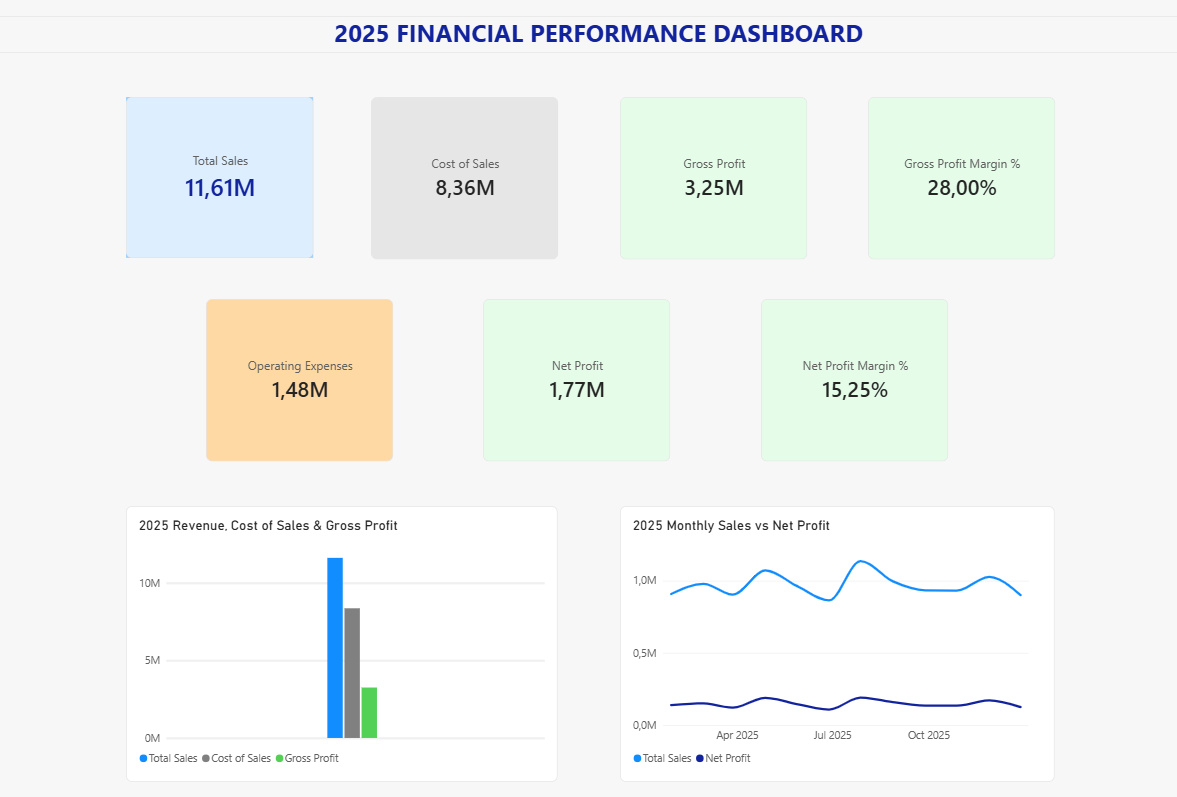 2025 FINANCIAL PERFORMANCE DASHBOARD
Total Sales
11,61M
Cost of Sales
8,36M
Gross Profit
3,25M
Gross Profit Margin %
28,00%
Operating Expenses
1,48M
Net Profit
1,77M
Net Profit Margin %
15,25%
2025 Revenue, Cost of Sales & Gross Profit
10M
5M
0M
Total Sales Cost of Sales Gross Profit
2025 Monthly Sales vs Net Profit
1,0M
0,5M
0,0M
Apr 2025 Jul 2025 Oct 2025
Total Sales Net Profit